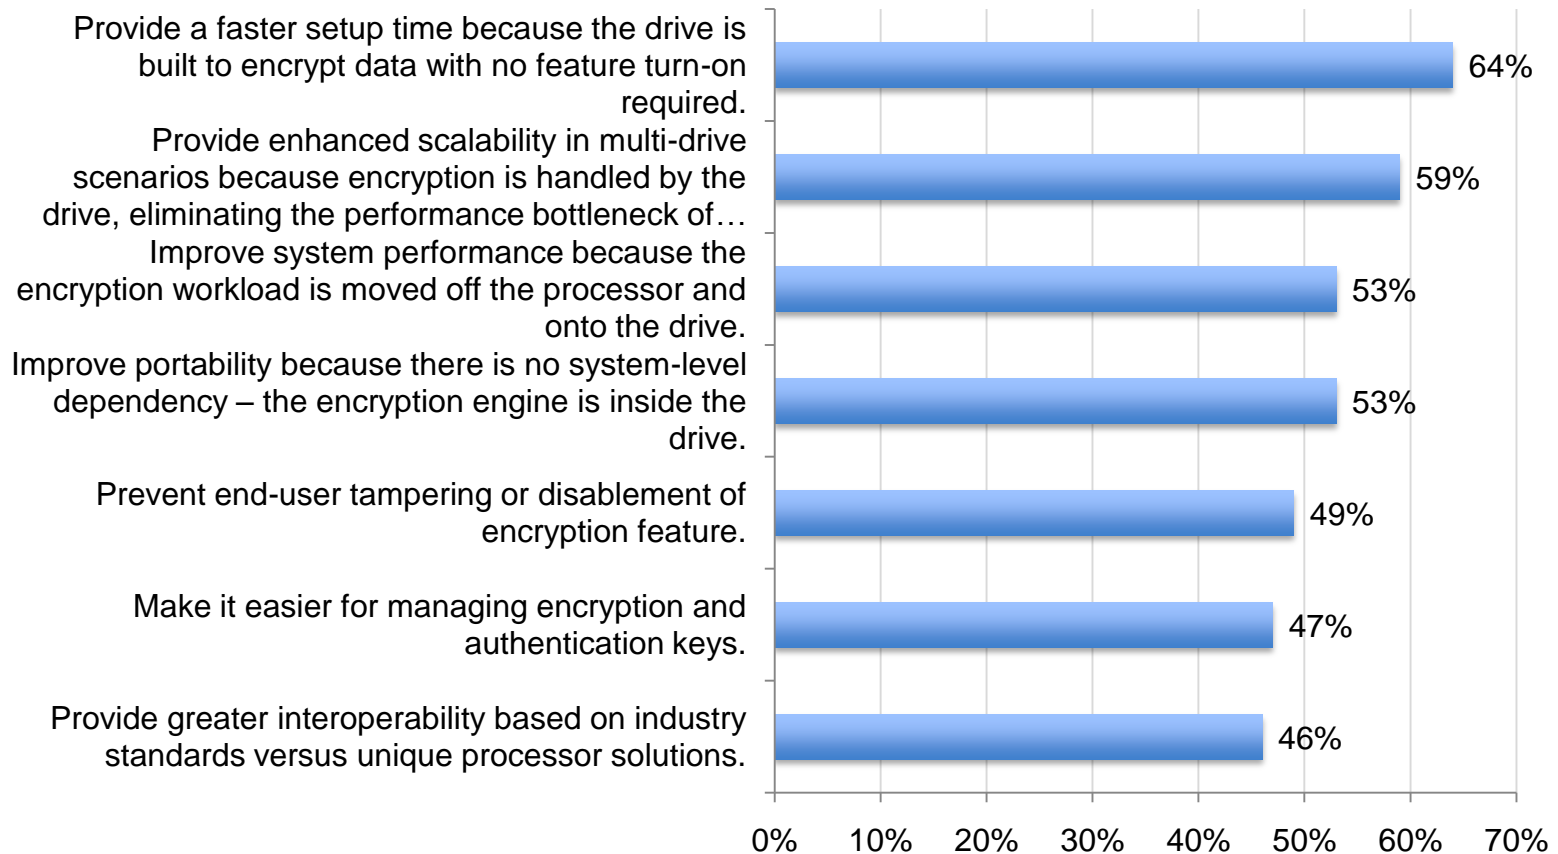 Provide a faster setup time because the drive is
built to encrypt data with no feature turn-on
required.
64%
Provide enhanced scalability in multi-drive
scenarios because encryption is handled by the
drive, eliminating the performance bottleneck of…
59%
Improve system performance because the
encryption workload is moved off the processor and
onto the drive.
53%
Improve portability because there is no system-level
dependency – the encryption engine is inside the
drive.
53%
Prevent end-user tampering or disablement of
encryption feature.
49%
Make it easier for managing encryption and
authentication keys.
47%
Provide greater interoperability based on industry
standards versus unique processor solutions.
46%
0% 10% 20% 30% 40% 50% 60% 70%